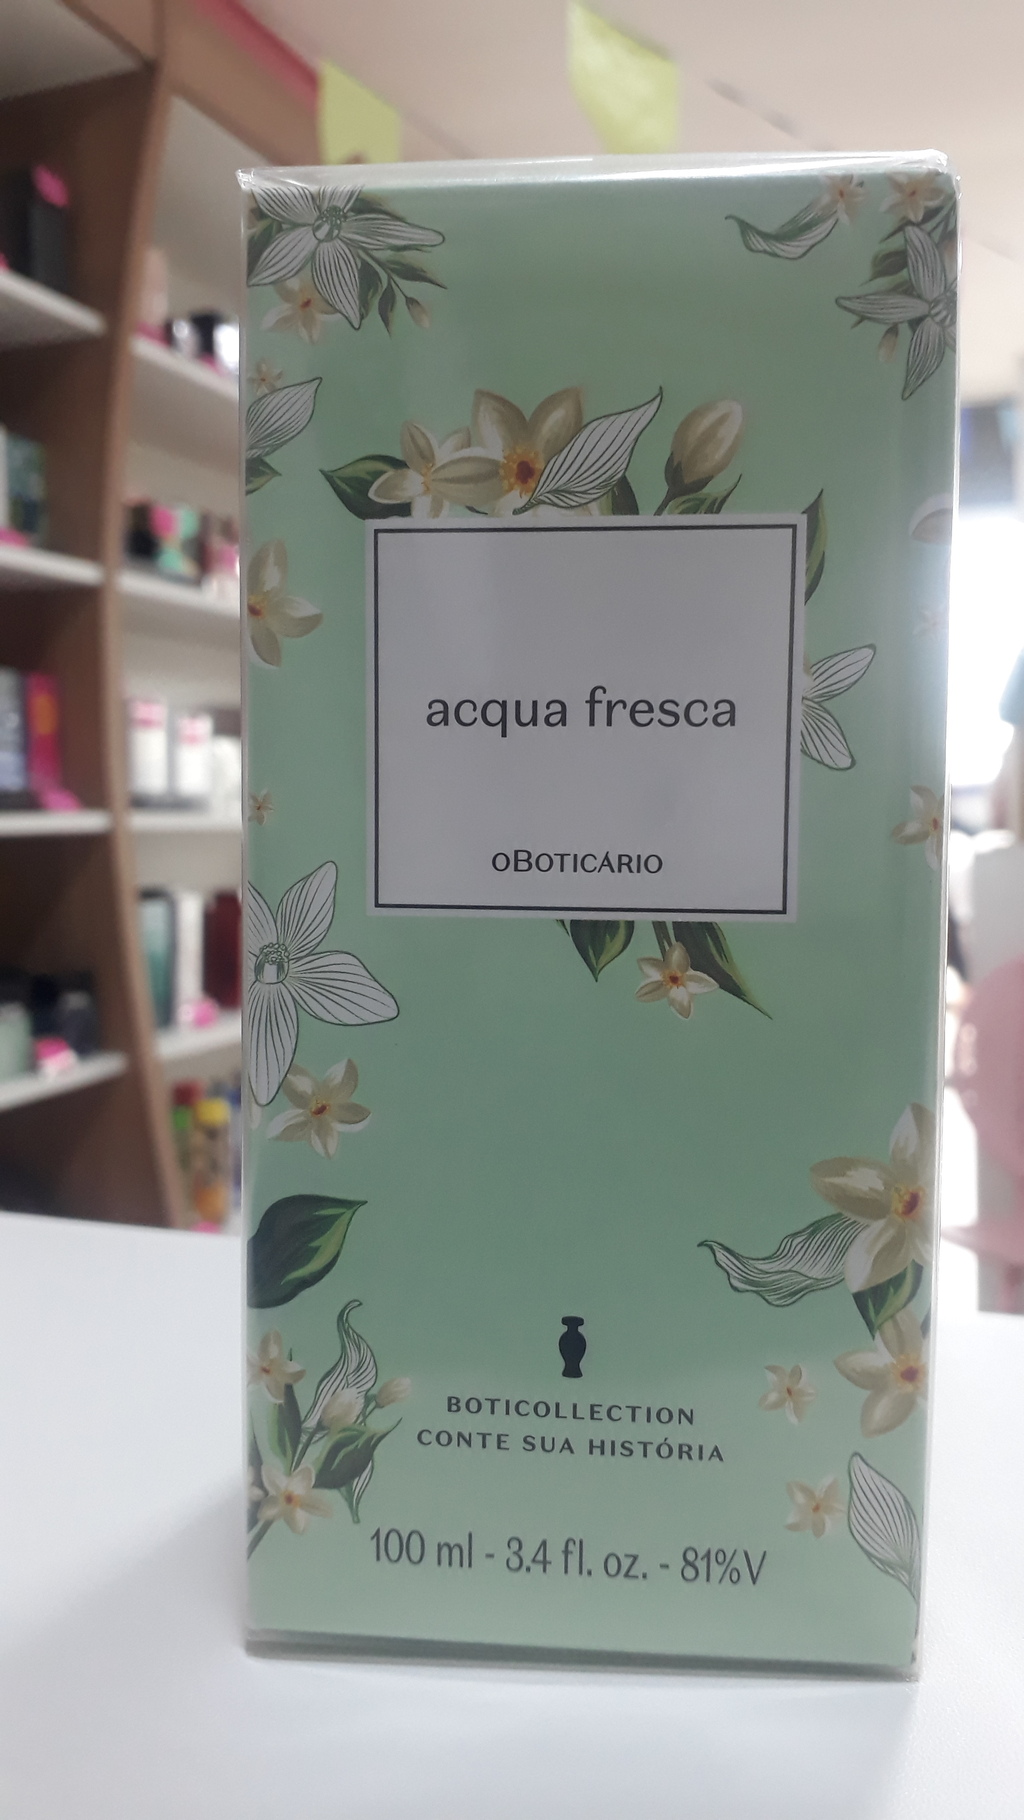 acqua fresca
oBOTICÁRIO
BOTICOLLECTION
CONTE SUA HISTÓRIA
100 ml - 3.4 fl. oz. - 81%V